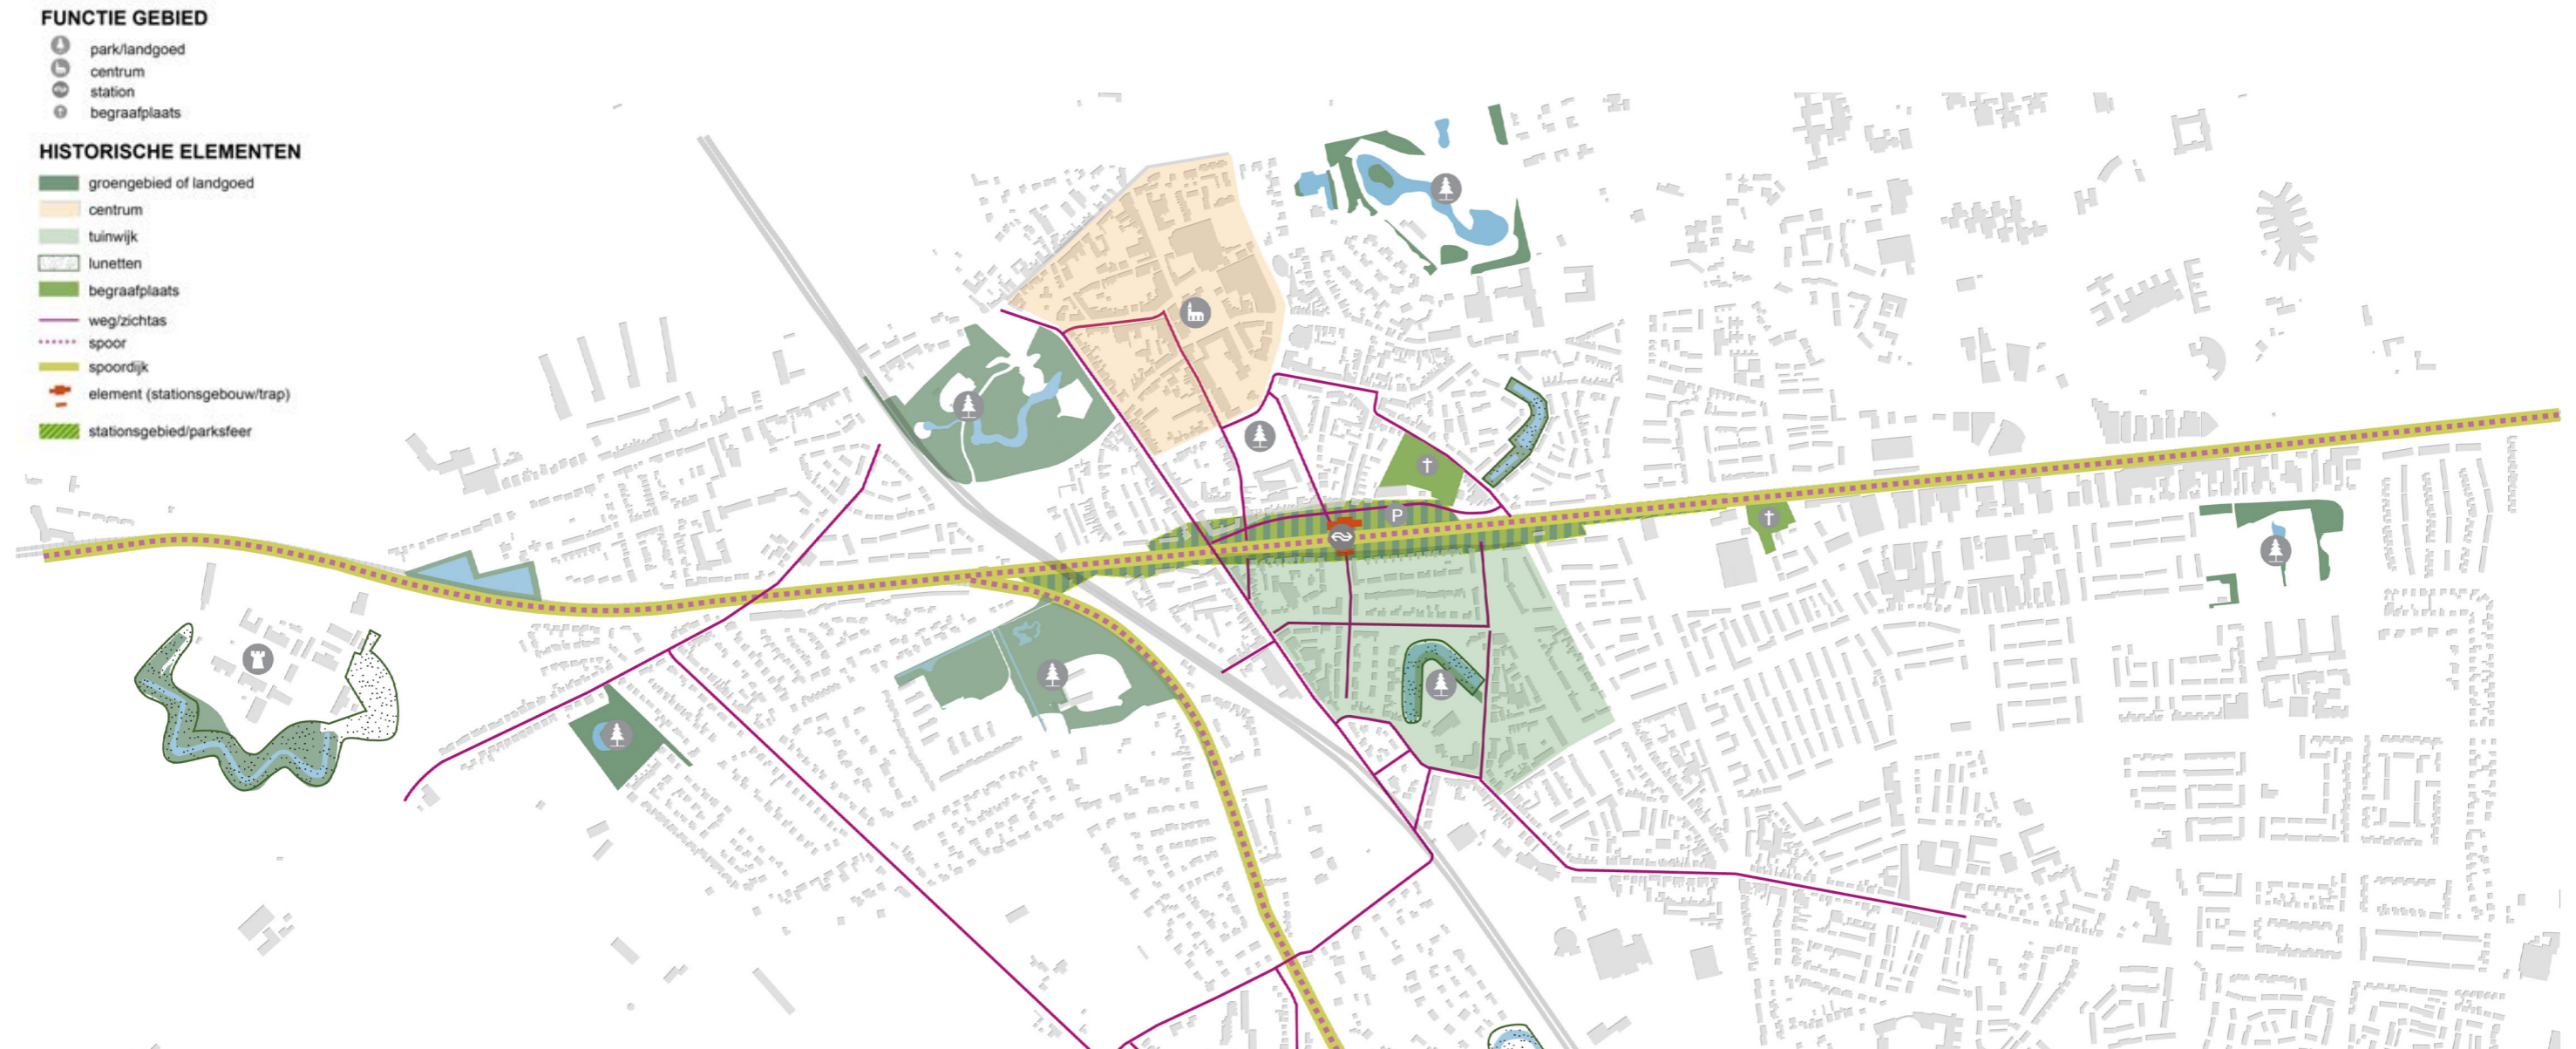 FUNCTIE GEBIED
park/landgoed
centrum
station
begraafplaats
HISTORISCHE ELEMENTEN
groengebied of landgoed
centrum
tuinwijk
lunetten
begraafplaats
weg/zichtas
spoor
spoordijk
element (stationsgebouw/trap)
stationsgebied/parksfeer
P